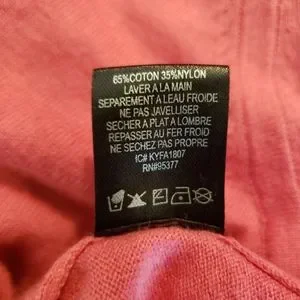 65%COTON 35%NYLON
LAVER A LA MAIN
SEPAREMENT A LEAU FROIDE
NE PAS JAVELLISER
SECHER A PLAT A LOMBRE
REPASSER AU FER FROID
NE SECHEZ PAS PROPRE
IC# KYFA1807
RN#95377